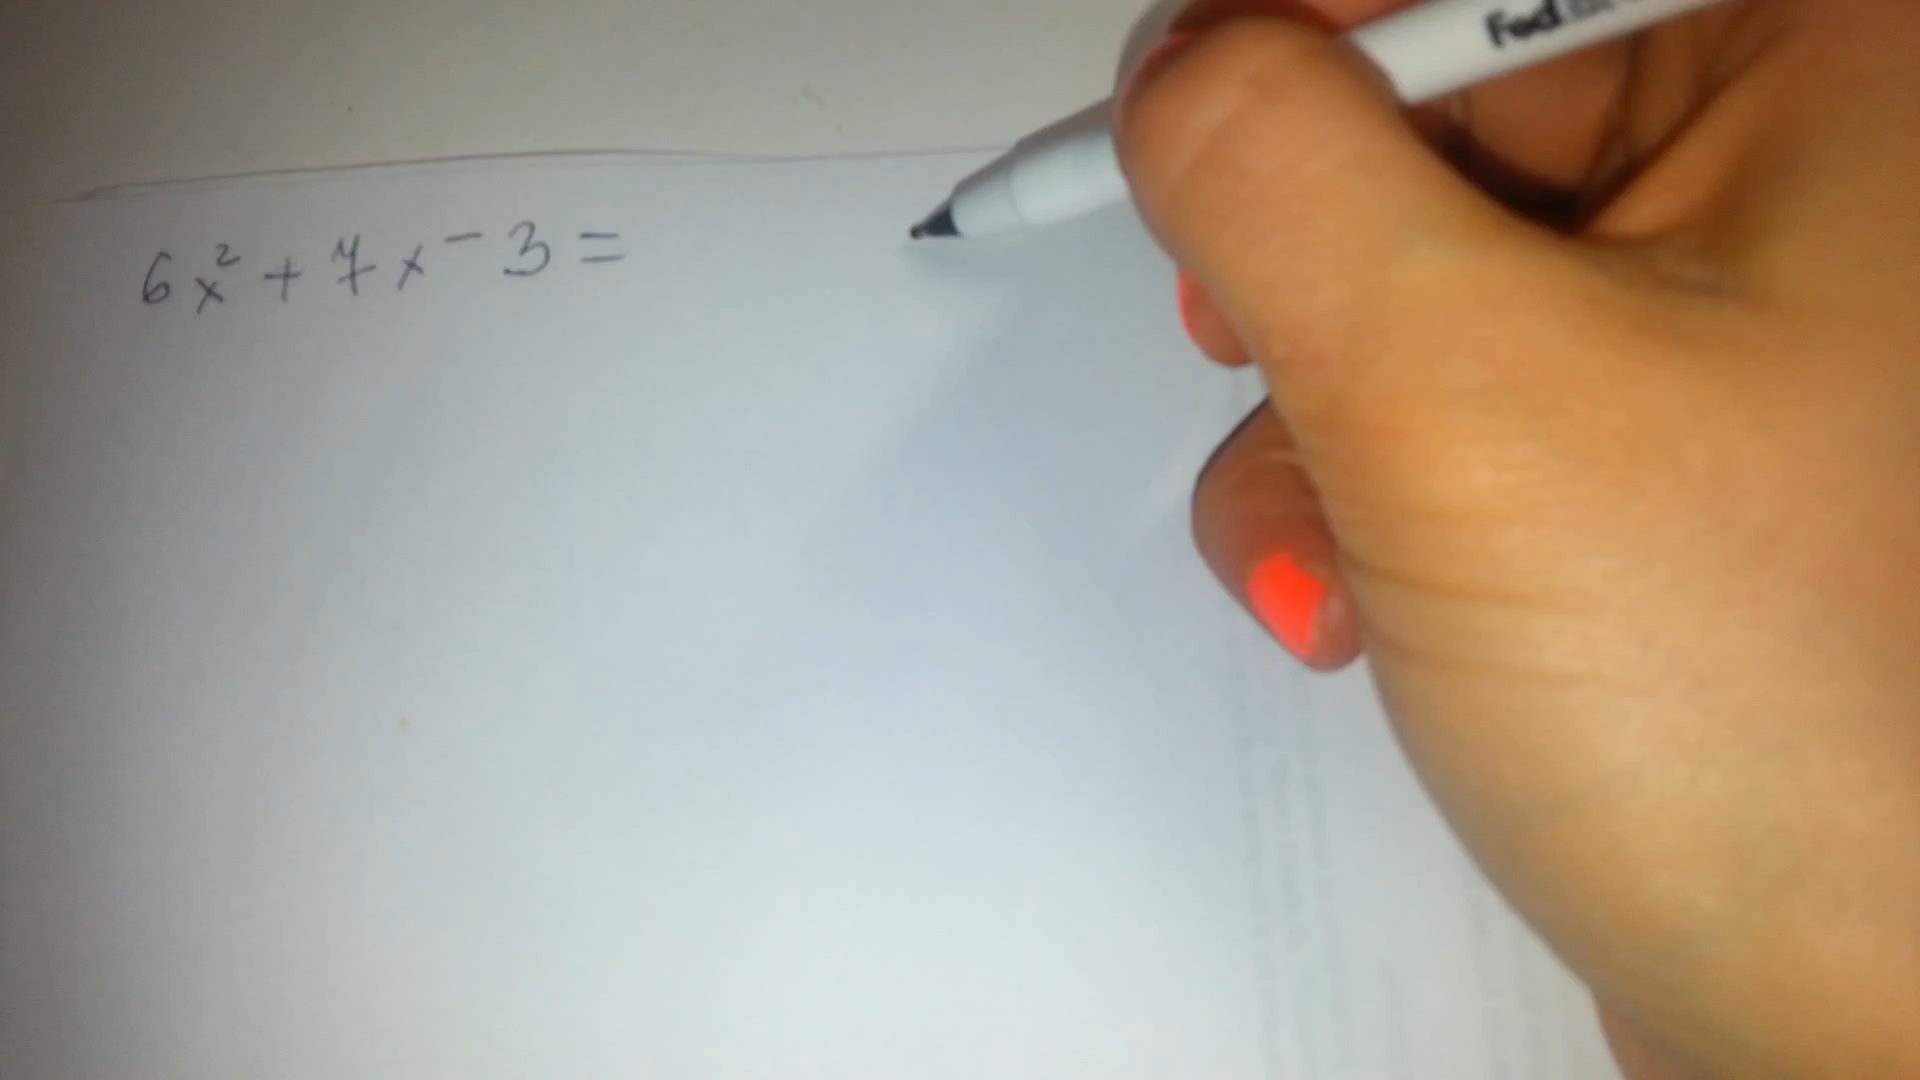 6x² + 7x - 3 =